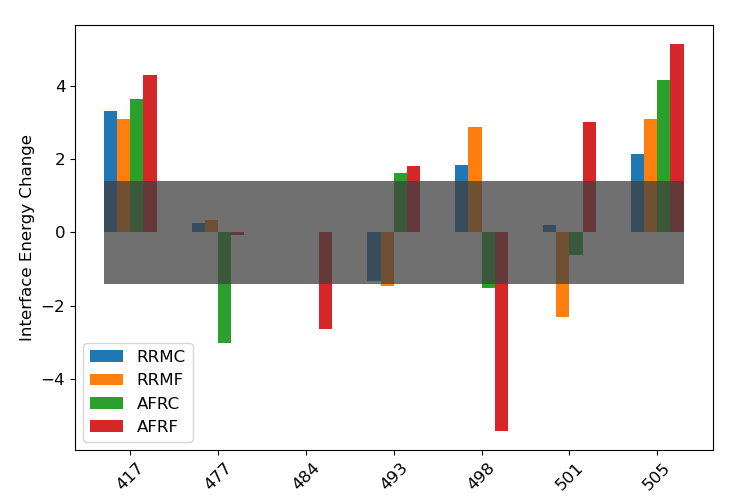 Interface Energy Change
4
2
0
−2
−4
RRMC
RRMF
AFRC
AFRF
417 477 484 493 498 501 505